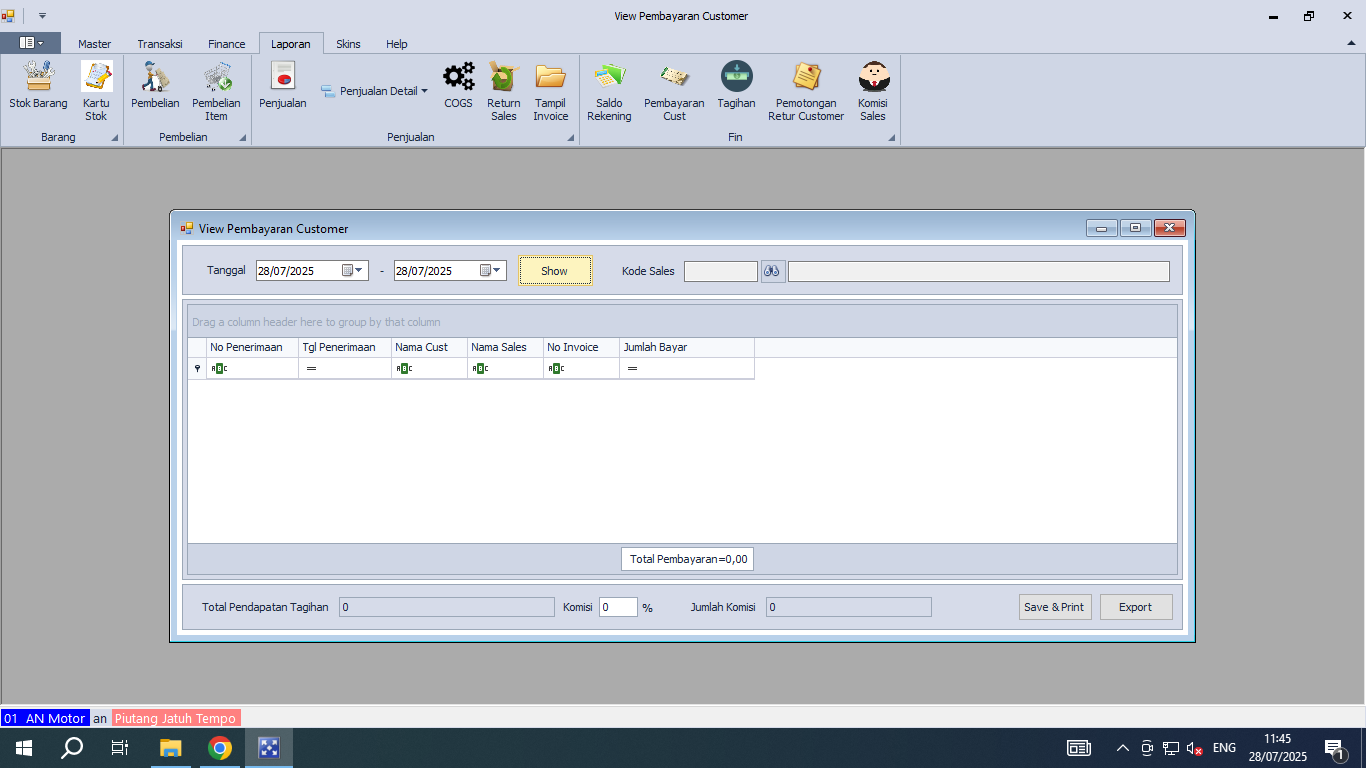 View Pembayaran Customer
Master Transaksi Finance Laporan Skins Help
Stok Barang
Kartu Stok
Barang
Pembelian
Pembelian Item
Pembelian
Penjualan
Penjualan Detail
COGS
Return Sales
Tampil Invoice
Penjualan
Saldo Rekening
Pembayaran Cust
Tagihan
Pemotongan Retur Customer
Komisi Sales
Fin
View Pembayaran Customer
Tanggal 28/07/2025 - 28/07/2025 Show Kode Sales
Drag a column header here to group by that column
No Penerimaan Tgl Penerimaan Nama Cust Nama Sales No Invoice Jumlah Bayar
ABC = ABC ABC ABC =
Total Pembayaran=0,00
Total Pendapatan Tagihan 0 Komisi 0 % Jumlah Komisi 0 Save & Print Export
01 AN Motor an Piutang Jatuh Tempo
ENG 11:45
28/07/2025 1